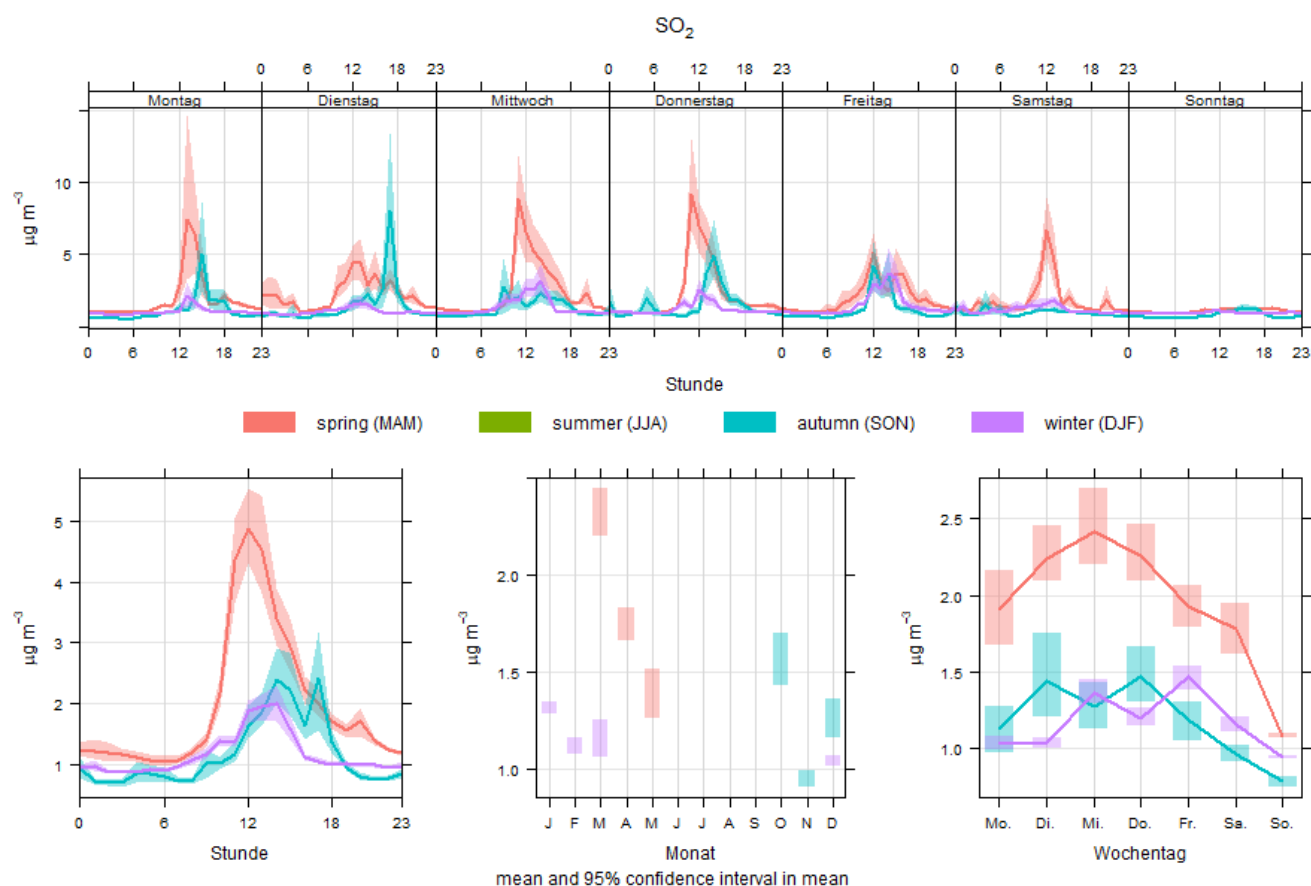 SO2
0 6 12 18 23 0 6 12 18 23 0 6 12 18 23
Montag Dienstag Mittwoch Donnerstag Freitag Samstag Sonntag
10
5
µg m−3
0 6 12 18 23 0 6 12 18 23 0 6 12 18 23 0 6 12 18 23
Stunde
spring (MAM) summer (JJA) autumn (SON) winter (DJF)
5
4
3
2
1
µg m−3
0 6 12 18 23
Stunde
2.0
1.5
1.0
µg m−3
J F M A M J J A S O N D
Monat
2.5
2.0
1.5
1.0
µg m−3
Mo. Di. Mi. Do. Fr. Sa. So.
Wochentag
mean and 95% confidence interval in mean